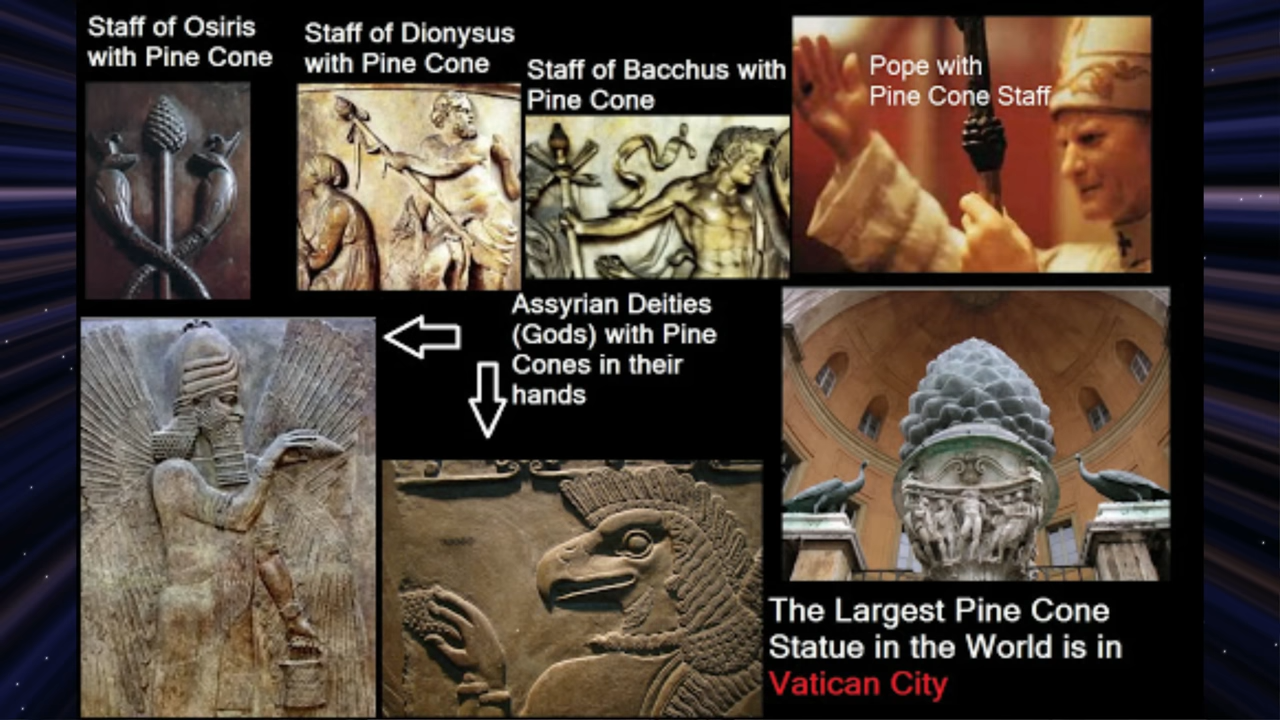 Staff of Osiris
with Pine Cone
Staff of Dionysus
with Pine Cone
Staff of Bacchus with
Pine Cone
Pope with
Pine Cone Staff
Assyrian Deities
(Gods) with Pine
Cones in their
hands
The Largest Pine Cone
Statue in the World is in
Vatican City